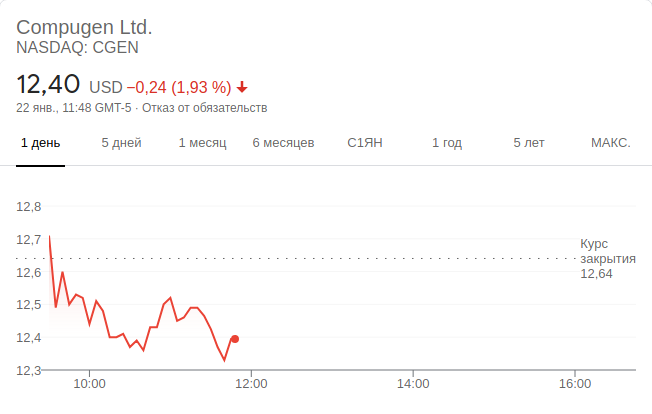 Compugen Ltd.
NASDAQ: CGEN
12,40 USD −0,24 (1,93 %)
22 янв., 11:48 GMT-5 · Отказ от обязательств
1 день 5 дней 1 месяц 6 месяцев С1ЯН 1 год 5 лет МАКС.
12,8
12,7
Курс
закрытия
12,64
12,6
12,5
12,4
12,3
10:00 12:00 14:00 16:00